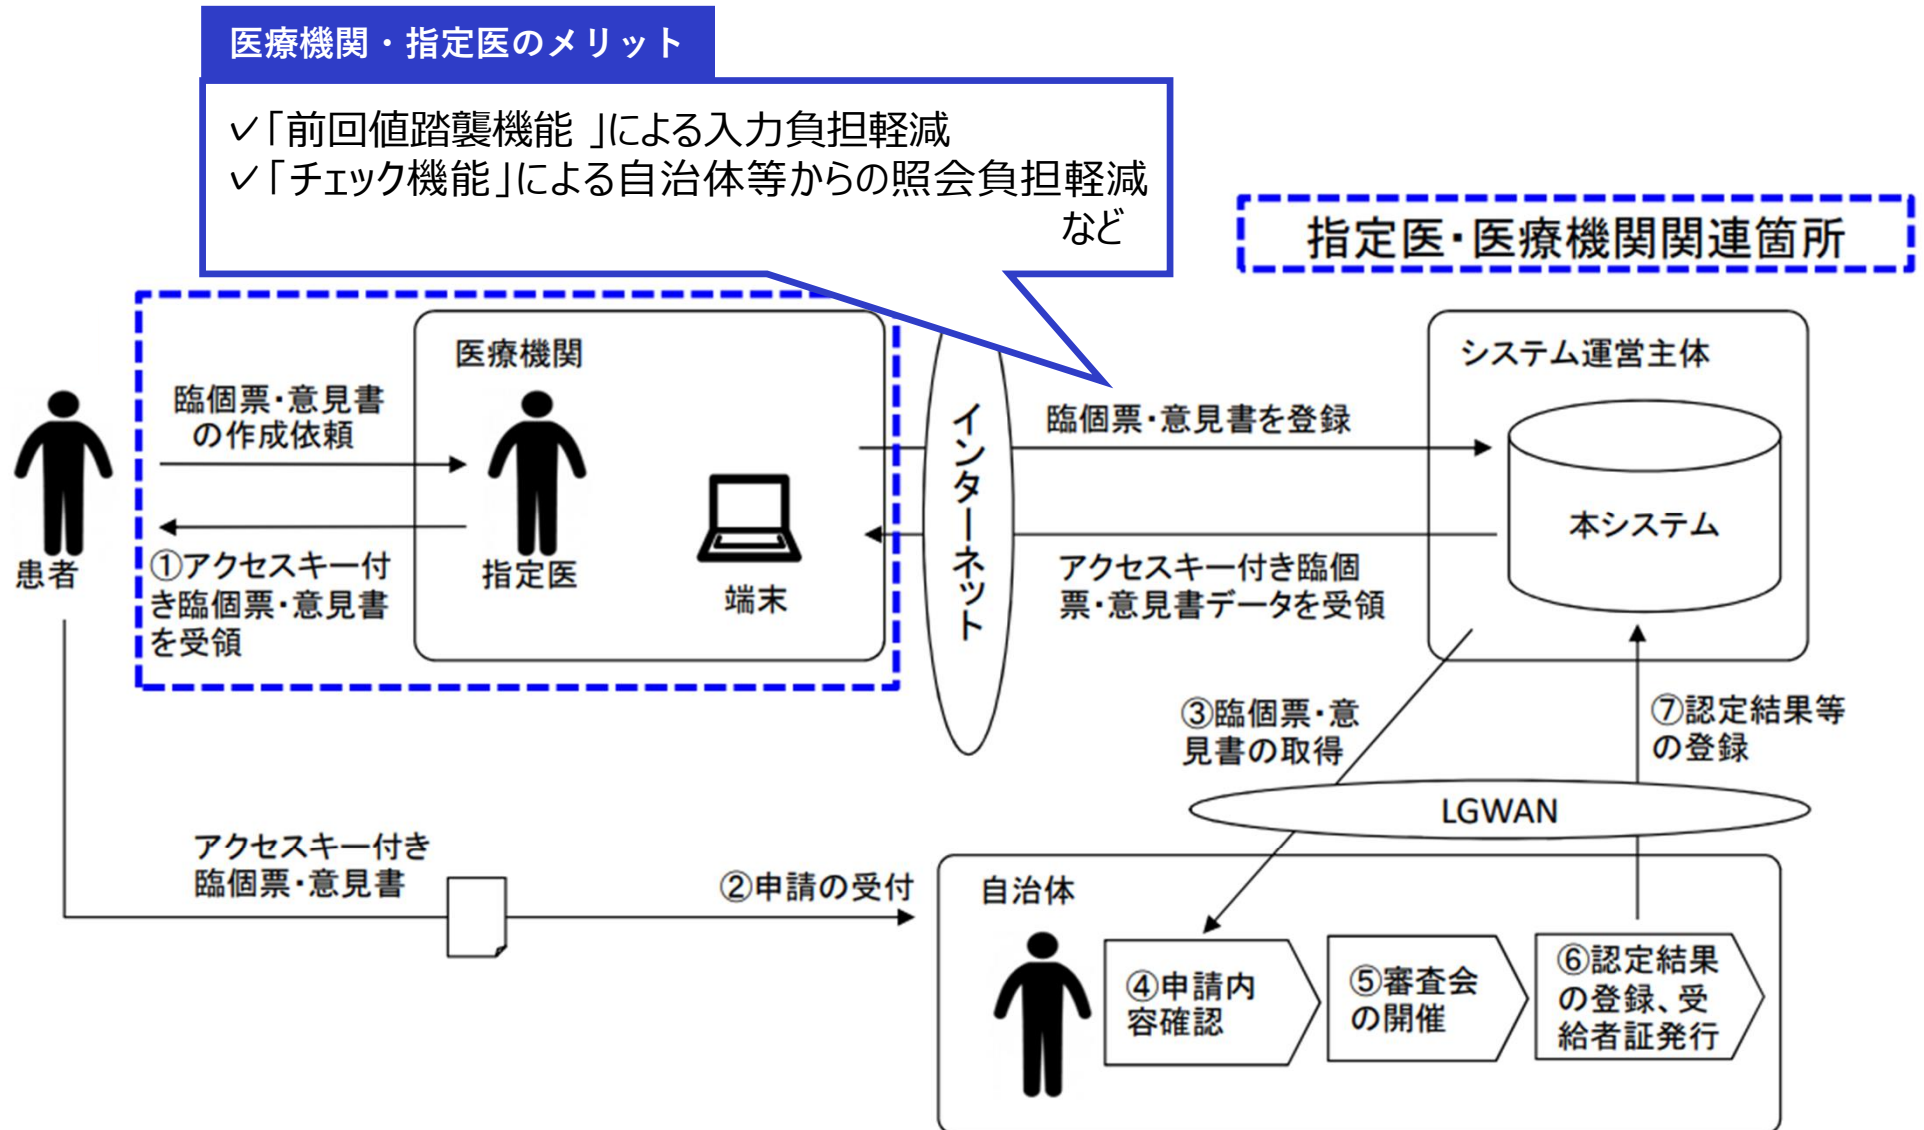 医療機関・指定医のメリット
✓「前回値踏襲機能 」による入力負担軽減
✓「チェック機能」による自治体等からの照会負担軽減
など
指定医・医療機関関連箇所
医療機関
システム運営主体
臨個票・意見書
の作成依頼
臨個票・意見書を登録
インターネット
本システム
患者
①アクセスキー付
き臨個票・意見書
を受領
指定医
端末
アクセスキー付き臨個
票・意見書データを受領
③臨個票・意
見書の取得
⑦認定結果等
の登録
LGWAN
アクセスキー付き
臨個票・意見書
②申請の受付
自治体
④申請内
容確認
⑤審査会
の開催
⑥認定結果
の登録、受
給者証発行